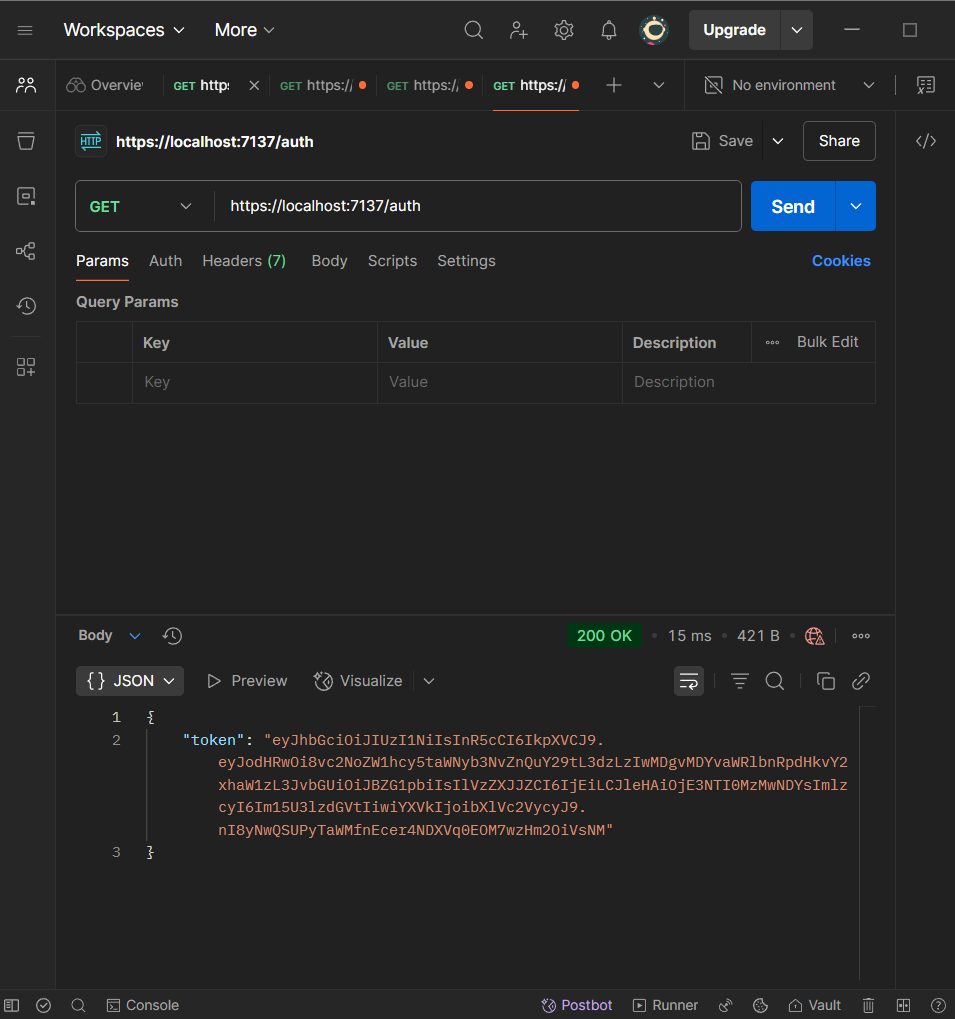 Workspaces More Upgrade
Overvie GET http: GET https:/ GET https:/ GET https:/ No environment
HTTP https://localhost:7137/auth Save Share
GET https://localhost:7137/auth Send
Params Auth Headers (7) Body Scripts Settings Cookies
Query Params
Key Value Description Bulk Edit
Key Value Description
Body 200 OK 15 ms 421 B
{} JSON Preview Visualize
1 {
2 "token": "eyJhbGciOiJIUzI1NiIsInR5cCI6IkpXVCJ9.
eyJodHRwOi8vc2NoZW1hcy5taWNyb3NvZnQuY29tL3dzLzIwMDgvMDYvaWRlbnRpdHkvY2
xhaW1zL3JvbGUiOiJBZG1pbiIsIlVzZXJJZCI6IjEiLCJleHAiOjE3NTI0MzMwNDYsImlz
cyI6Im15U3lzdGVtIiwiYXVkIjoibXlVc2VycyJ9.
nI8yNwQSUPyTaWMfnEcer4NDXVq0EOM7wzHm2OiVsNM"
3 }
Console Postbot Runner Vault